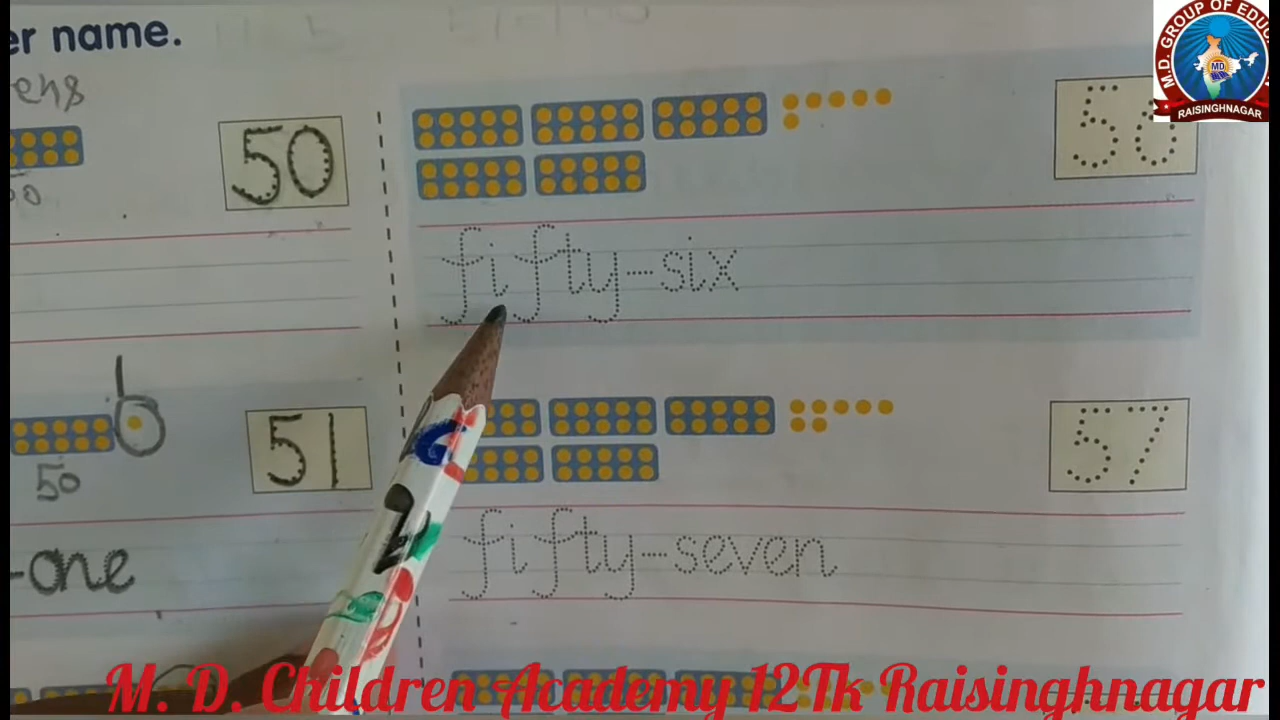 er name.
ens
50
50
51
50
-one
56
fifty-six
57
fifty-seven
M.D. GROUP OF EDUC
MD
RAISINGHNAGAR
M. D. Children Academy 12Tk Raisinghnagar